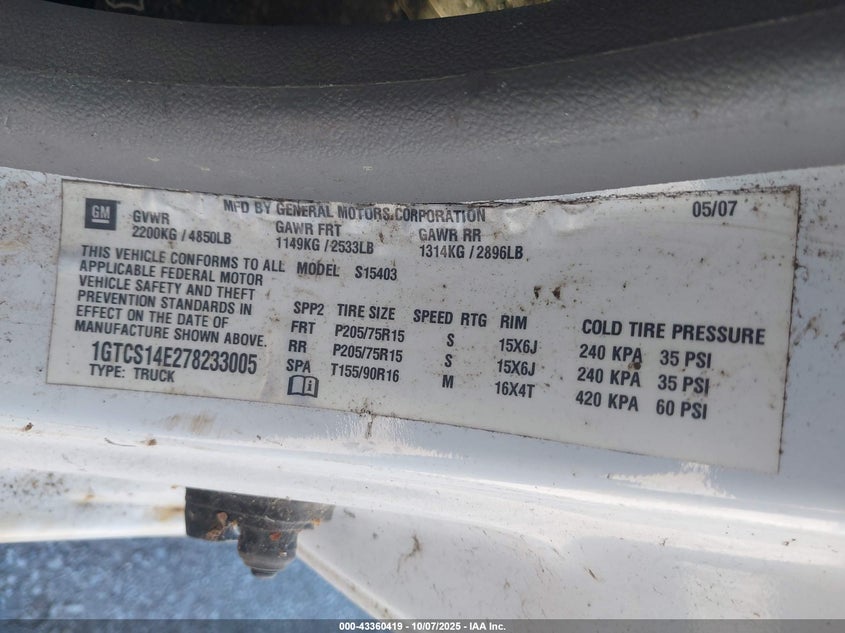 GM
MFD BY GENERAL MOTORS CORPORATION
05/07
GVWR GAWR FRT GAWR RR
2200KG / 4850LB 1149KG / 2533LB 1314KG / 2896LB
THIS VEHICLE CONFORMS TO ALL
APPLICABLE FEDERAL MOTOR
VEHICLE SAFETY AND THEFT
PREVENTION STANDARDS IN
EFFECT ON THE DATE OF
MANUFACTURE SHOWN ABOVE.
1GTCS14E278233005
TYPE: TRUCK
MODEL S15403
SPP2 TIRE SIZE SPEED RTG RIM COLD TIRE PRESSURE
FRT P205/75R15 S 15X6J 240 KPA 35 PSI
RR P205/75R15 S 15X6J 240 KPA 35 PSI
SPA T155/90R16 M 16X4T 420 KPA 60 PSI
000-43360419 - 10/07/2025 - IAA Inc.